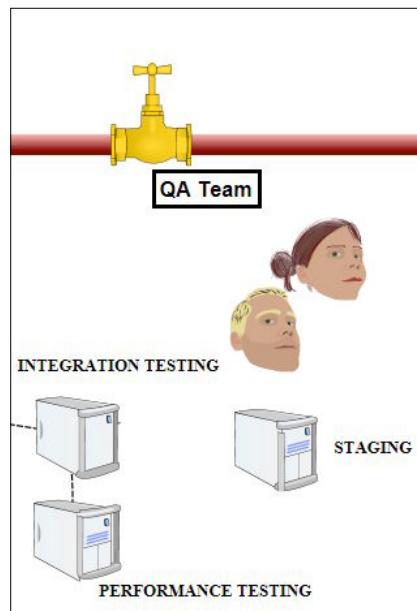 QA Team
INTEGRATION TESTING
STAGING
PERFORMANCE TESTING